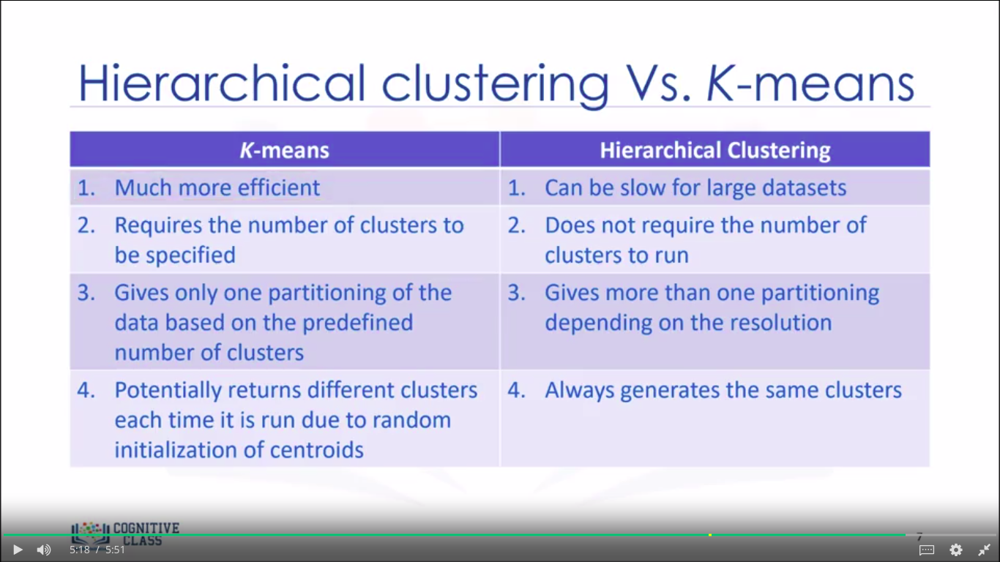 Hierarchical clustering Vs. K-means
K-means
Hierarchical Clustering
1. Much more efficient
1. Can be slow for large datasets
2. Requires the number of clusters to
be specified
2. Does not require the number of
clusters to run
3. Gives only one partitioning of the
data based on the predefined
number of clusters
3. Gives more than one partitioning
depending on the resolution
4. Potentially returns different clusters
each time it is run due to random
initialization of centroids
4. Always generates the same clusters
COGNITIVE
CLASS
7
5:18 / 5:51